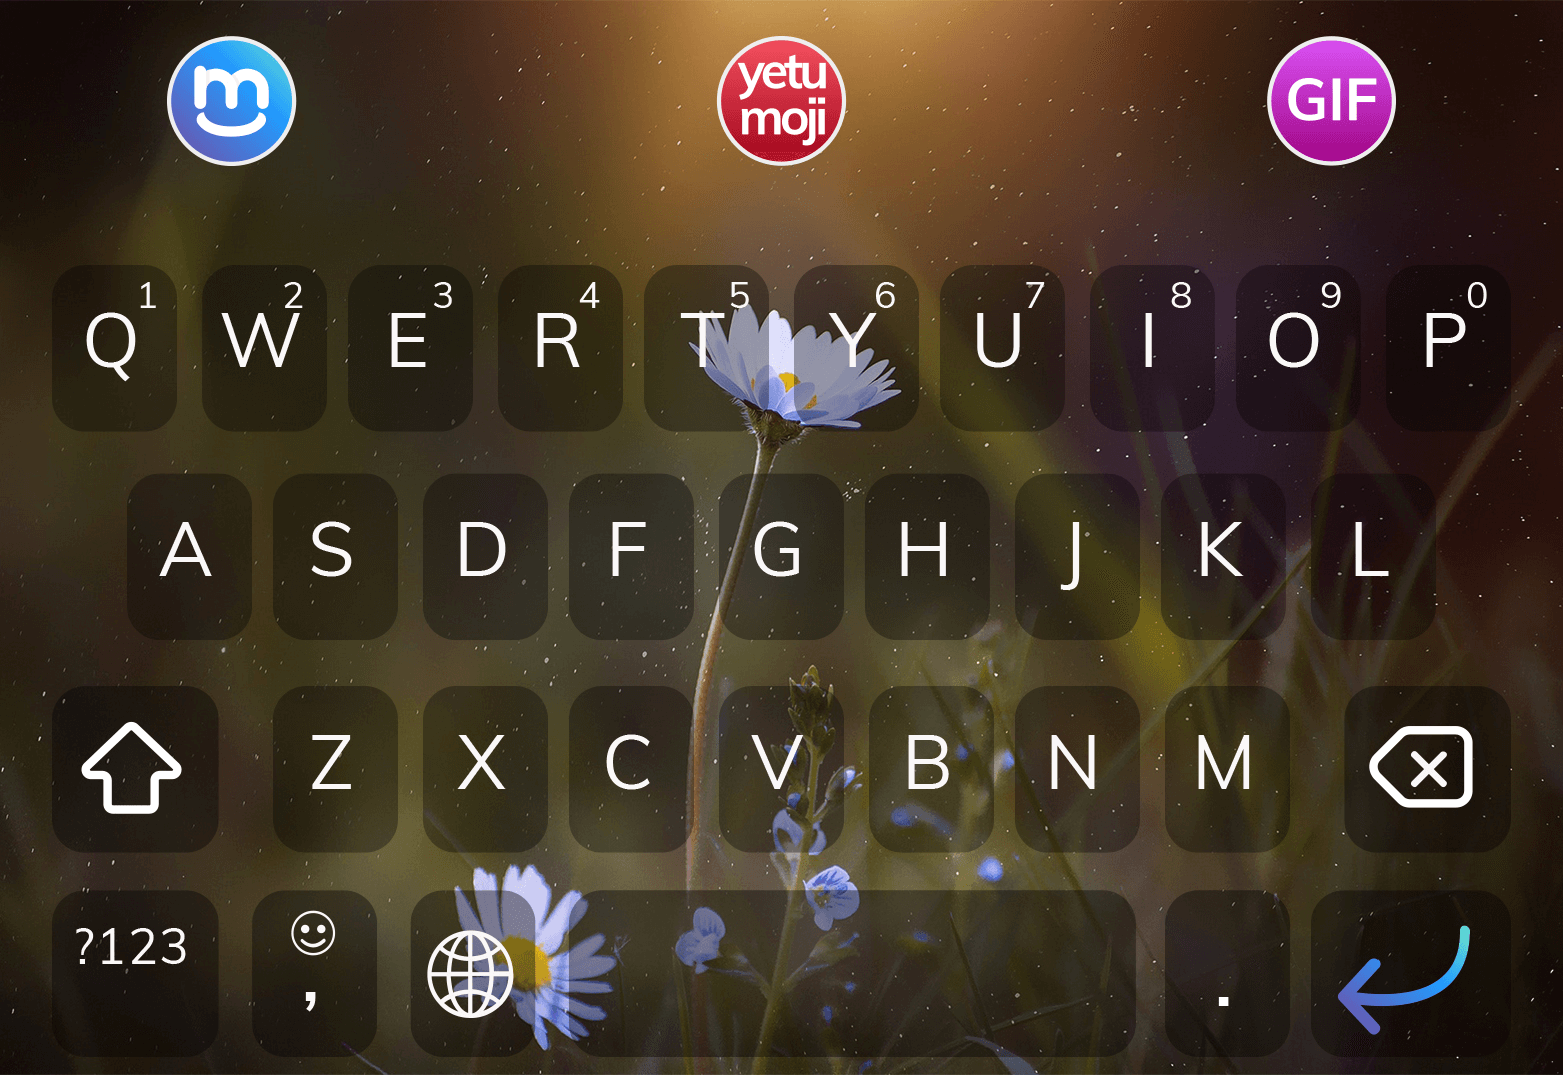 m
yetu
moji
GIF
1 2 3 4 5 6 7 8 9 0
Q W E R T Y U I O P
A S D F G H J K L
Z X C V B N M
?123 , .